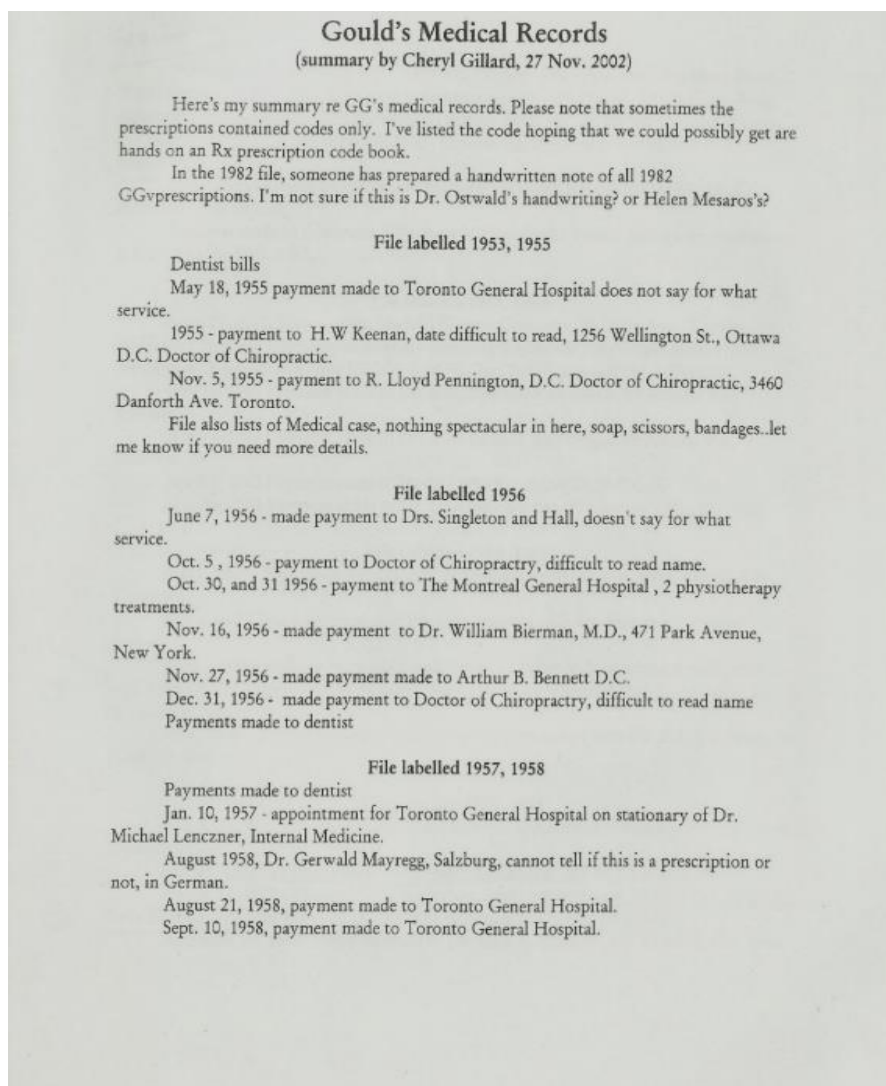 Gould's Medical Records
(summary by Cheryl Gillard, 27 Nov. 2002)
Here's my summary re GG's medical records. Please note that sometimes the
prescriptions contained codes only. I've listed the code hoping that we could possibly get are
hands on an Rx prescription code book.
In the 1982 file, someone has prepared a handwritten note of all 1982
GGvprescriptions. I'm not sure if this is Dr. Ostwald's handwriting? or Helen Mesaros's?
File labelled 1953, 1955
Dentist bills
May 18, 1955 payment made to Toronto General Hospital does not say for what
service.
1955 - payment to H.W Keenan, date difficult to read, 1256 Wellington St., Ottawa
D.C. Doctor of Chiropractic.
Nov. 5, 1955 - payment to R. Lloyd Pennington, D.C. Doctor of Chiropractic, 3460
Danforth Ave. Toronto.
File also lists of Medical case, nothing spectacular in here, soap, scissors, bandages..let
me know if you need more details.
File labelled 1956
June 7, 1956 - made payment to Drs. Singleton and Hall, doesn't say for what
service.
Oct. 5 , 1956 - payment to Doctor of Chiropractry, difficult to read name.
Oct. 30, and 31 1956 - payment to The Montreal General Hospital , 2 physiotherapy
treatments.
Nov. 16, 1956 - made payment to Dr. William Bierman, M.D., 471 Park Avenue,
New York.
Nov. 27, 1956 - made payment made to Arthur B. Bennett D.C.
Dec. 31, 1956 - made payment to Doctor of Chiropractry, difficult to read name
Payments made to dentist
File labelled 1957, 1958
Payments made to dentist
Jan. 10, 1957 - appointment for Toronto General Hospital on stationary of Dr.
Michael Lenczner, Internal Medicine.
August 1958, Dr. Gerwald Mayregg, Salzburg, cannot tell if this is a prescription or
not, in German.
August 21, 1958, payment made to Toronto General Hospital.
Sept. 10, 1958, payment made to Toronto General Hospital.